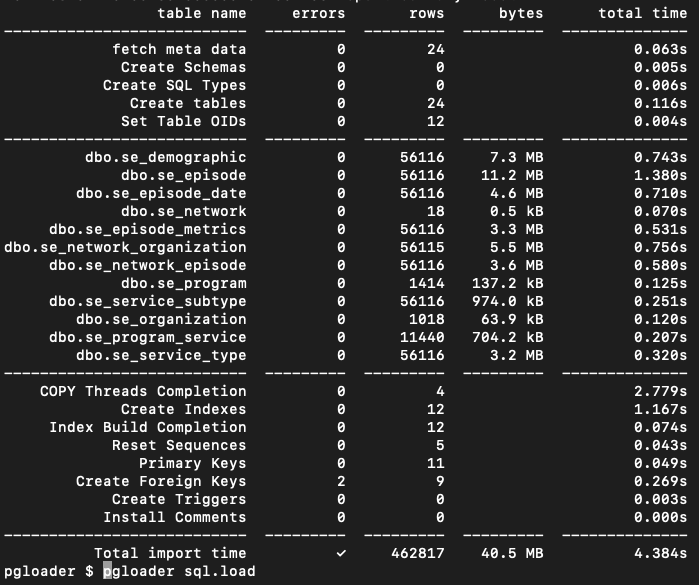 table name errors rows bytes total time
fetch meta data 0 24 0.063s
Create Schemas 0 0 0.005s
Create SQL Types 0 0 0.006s
Create tables 0 24 0.116s
Set Table OIDs 0 12 0.004s
dbo.se_demographic 0 56116 7.3 MB 0.743s
dbo.se_episode 0 56116 11.2 MB 1.380s
dbo.se_episode_date 0 56116 4.6 MB 0.710s
dbo.se_network 0 18 0.5 kB 0.070s
dbo.se_episode_metrics 0 56116 3.3 MB 0.531s
dbo.se_network_organization 0 56115 5.5 MB 0.756s
dbo.se_network_episode 0 56116 3.6 MB 0.580s
dbo.se_program 0 1414 137.2 kB 0.125s
dbo.se_service_subtype 0 56116 974.0 kB 0.251s
dbo.se_organization 0 1018 63.9 kB 0.120s
dbo.se_program_service 0 11440 704.2 kB 0.207s
dbo.se_service_type 0 56116 3.2 MB 0.320s
COPY Threads Completion 0 4 2.779s
Create Indexes 0 12 1.167s
Index Build Completion 0 12 0.074s
Reset Sequences 0 5 0.043s
Primary Keys 0 11 0.049s
Create Foreign Keys 2 9 0.269s
Create Triggers 0 0 0.003s
Install Comments 0 0 0.000s
Total import time ✓ 462817 40.5 MB 4.384s
pgloader $ pgloader sql.load